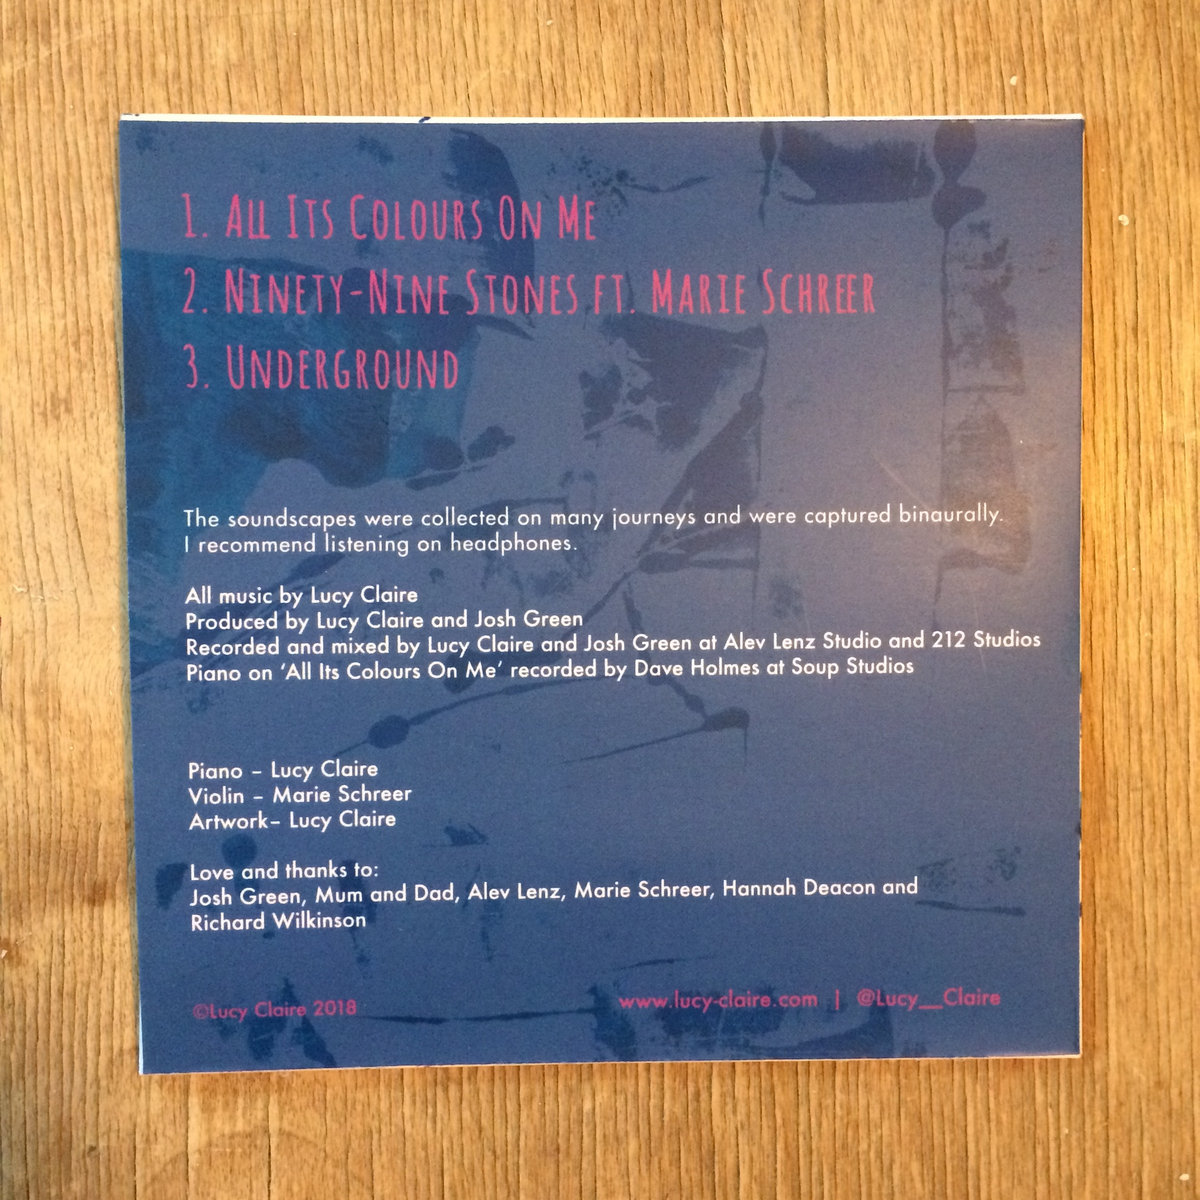 1. All Its Colours On Me
2. Ninety-Nine Stones ft. Marie Schreer
3. Underground
The soundscapes were collected on many journeys and were captured binaurally.
I recommend listening on headphones.
All music by Lucy Claire
Produced by Lucy Claire and Josh Green
Recorded and mixed by Lucy Claire and Josh Green at Alev Lenz Studio and 212 Studios
Piano on ‘All Its Colours On Me’ recorded by Dave Holmes at Soup Studios
Piano – Lucy Claire
Violin – Marie Schreer
Artwork– Lucy Claire
Love and thanks to:
Josh Green, Mum and Dad, Alev Lenz, Marie Schreer, Hannah Deacon and
Richard Wilkinson
©Lucy Claire 2018
www.lucy-claire.com | @Lucy__Claire